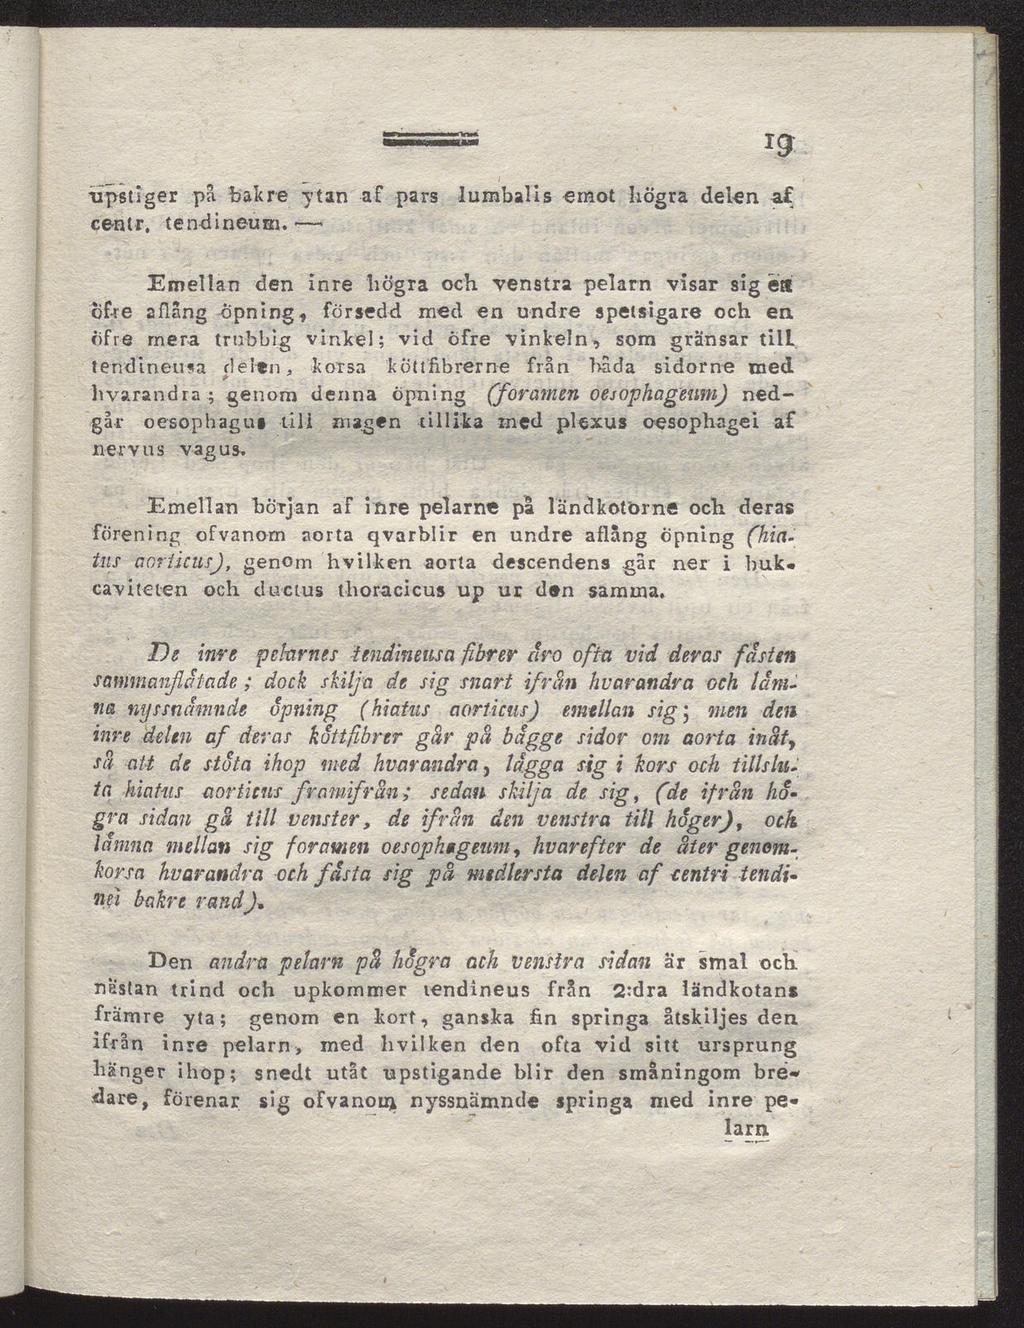 19
upstiger på bakre ytan af pars lumbalis emot högra delen af
centr. tendineum. —
Emellan den inre högra och venstra pelarn visar sig en
öfre aflång öpning, försedd med en undre spetsigare och en
öfre mera trubbig vinkel; vid öfre vinkeln, som gränsar till
tendineusa delen, korsa köttfibrerne från båda sidorne med
hvarandra; genom denna öpning (foramen oesophageum) ned-
går oesophagus till magen tillika med plexus oesophagei af
nervus vagus.
Emellan början af inre pelarne på ländkotorne och deras
förening ofvanom aorta qvarblir en undre aflång öpning (hia-
tus aorticus), genom hvilken aorta descendens går ner i buk-
caviteten och ductus thoracicus up ur den samma.
De inre pelarnes tendineusa fibrer äro ofta vid deras fästen
sammanflätade; dock skilja de sig snart ifrån hvarandra och läm-
na nyssnämnde öpning (hiatus aorticus) emellan sig; men den
inre delen af deras köttfibrer går på bägge sidor om aorta inåt,
så att de stöta ihop med hvarandra, lägga sig i kors och tillslu-
ta hiatus aorticus framifrån; sedan skilja de sig, (de ifrån hö-
gra sidan gå till venster, de ifrån den venstra till höger), och
lämna mellan sig foramen oesophageum, hvarefter de åter genom-
korsa hvarandra och fästa sig på medlersta delen af centri tendi-
nei bakre rand).
Den andra pelarn på högra och venstra sidan är smal och
nästan trind och upkommer tendineus från 2:dra ländkotans
främre yta; genom en kort, ganska fin springa åtskiljes den
ifrån inre pelarn, med hvilken den ofta vid sitt ursprung
hänger ihop; snedt utåt upstigande blir den småningom bre-
dare, förenar sig ofvanom nyssnämnde springa med inre pe-
larn